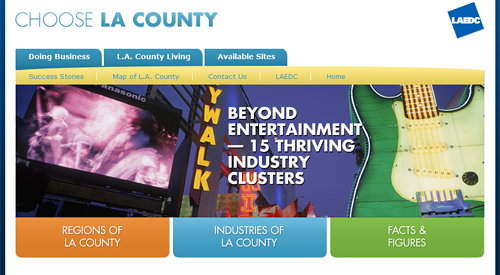 CHOOSE LA COUNTY
LAEDC
Doing Business
L.A. County Living
Available Sites
Success Stories | Map of L.A. County | Contact Us | LAEDC | Home
Panasonic
YWALK
BEYOND
ENTERTAINMENT
— 15 THRIVING
INDUSTRY
CLUSTERS
REGIONS OF
LA COUNTY
INDUSTRIES OF
LA COUNTY
FACTS &
FIGURES